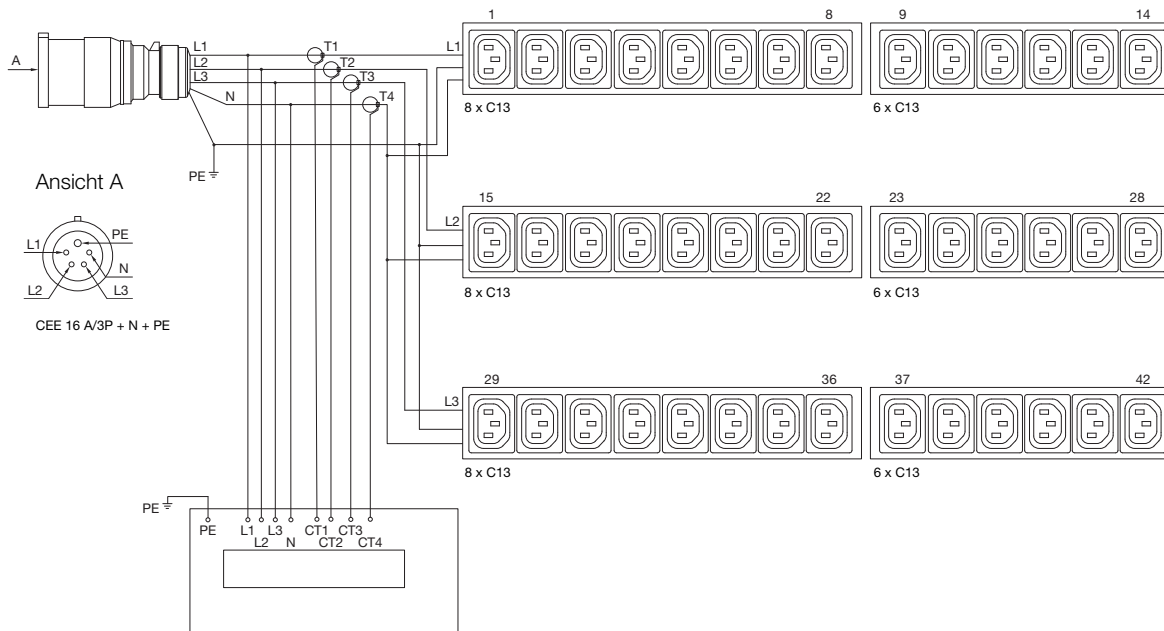 1 8 9 14
A
L1
L2
L3
N
T1
T2
T3
T4
L1
8 x C13 6 x C13
PE
Ansicht A
L1 PE
N
L2 L3
CEE 16 A/3P + N + PE
15 22 23 28
L2
8 x C13 6 x C13
29 36 37 42
L3
8 x C13 6 x C13
PE
PE L1 L3 CT1 CT3
L2 N CT2 CT4